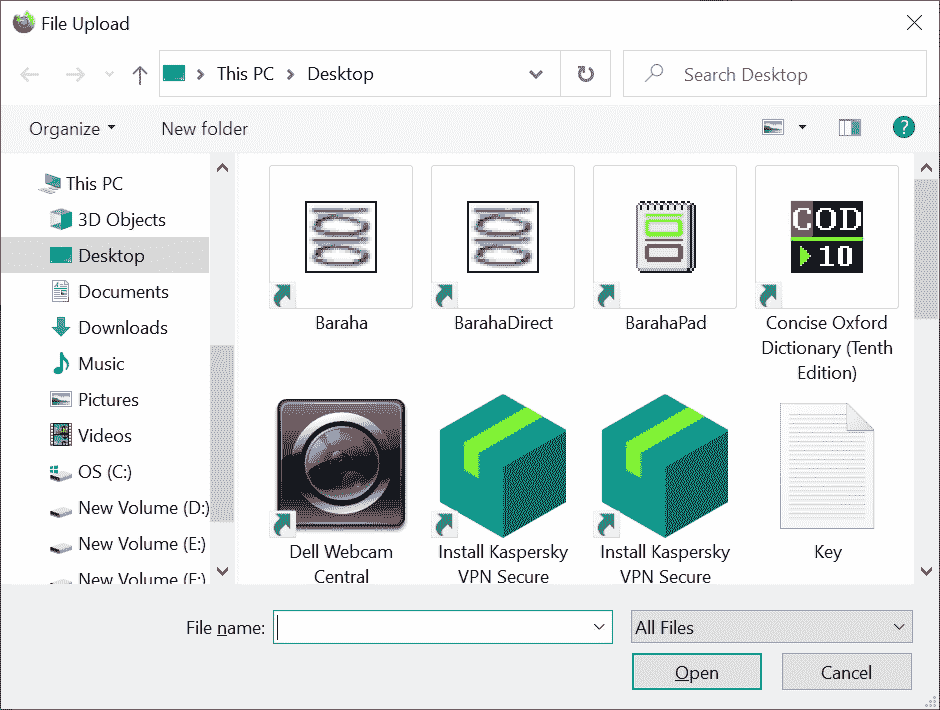 File Upload
This PC > Desktop
Search Desktop
Organize
New folder
?
This PC
3D Objects
Desktop
Documents
Downloads
Music
Pictures
Videos
OS (C:)
New Volume (D:)
New Volume (E:)
New Volume (F:)
COD
10
Baraha
BarahaDirect
BarahaPad
Concise Oxford
Dictionary (Tenth
Edition)
Dell Webcam
Central
Install Kaspersky
VPN Secure
Install Kaspersky
VPN Secure
Key
File name:
All Files
Open
Cancel